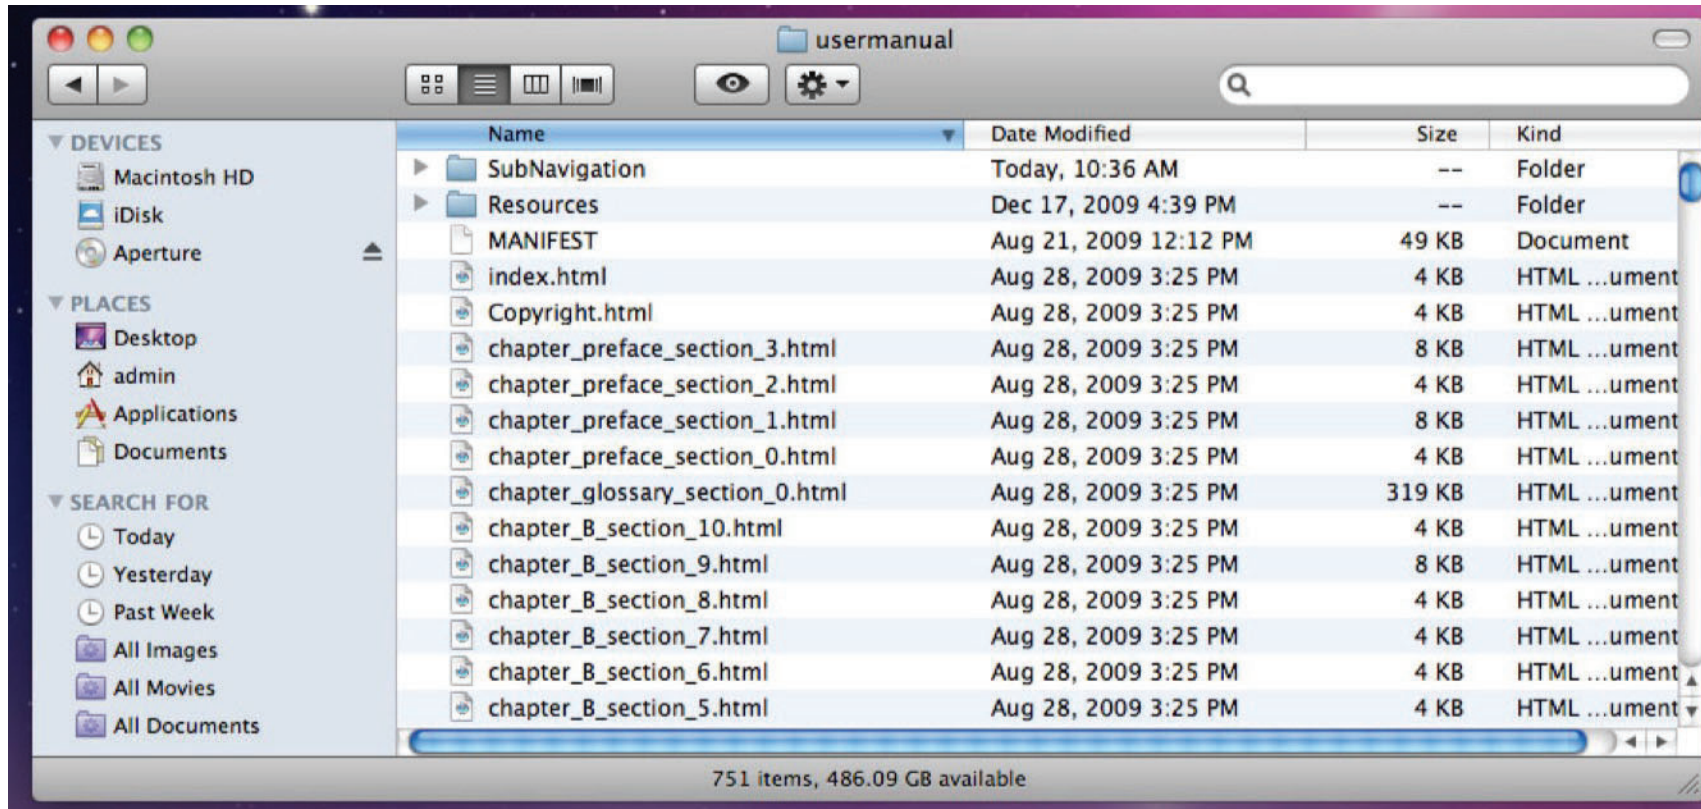 usermanual
DEVICES
Macintosh HD
iDisk
Aperture
PLACES
Desktop
admin
Applications
Documents
SEARCH FOR
Today
Yesterday
Past Week
All Images
All Movies
All Documents
Name Date Modified Size Kind
SubNavigation Today, 10:36 AM -- Folder
Resources Dec 17, 2009 4:39 PM -- Folder
MANIFEST Aug 21, 2009 12:12 PM 49 KB Document
index.html Aug 28, 2009 3:25 PM 4 KB HTML ...ument
Copyright.html Aug 28, 2009 3:25 PM 4 KB HTML ...ument
chapter_preface_section_3.html Aug 28, 2009 3:25 PM 8 KB HTML ...ument
chapter_preface_section_2.html Aug 28, 2009 3:25 PM 4 KB HTML ...ument
chapter_preface_section_1.html Aug 28, 2009 3:25 PM 8 KB HTML ...ument
chapter_preface_section_0.html Aug 28, 2009 3:25 PM 4 KB HTML ...ument
chapter_glossary_section_0.html Aug 28, 2009 3:25 PM 319 KB HTML ...ument
chapter_B_section_10.html Aug 28, 2009 3:25 PM 4 KB HTML ...ument
chapter_B_section_9.html Aug 28, 2009 3:25 PM 8 KB HTML ...ument
chapter_B_section_8.html Aug 28, 2009 3:25 PM 4 KB HTML ...ument
chapter_B_section_7.html Aug 28, 2009 3:25 PM 4 KB HTML ...ument
chapter_B_section_6.html Aug 28, 2009 3:25 PM 4 KB HTML ...ument
chapter_B_section_5.html Aug 28, 2009 3:25 PM 4 KB HTML ...ument
751 items, 486.09 GB available